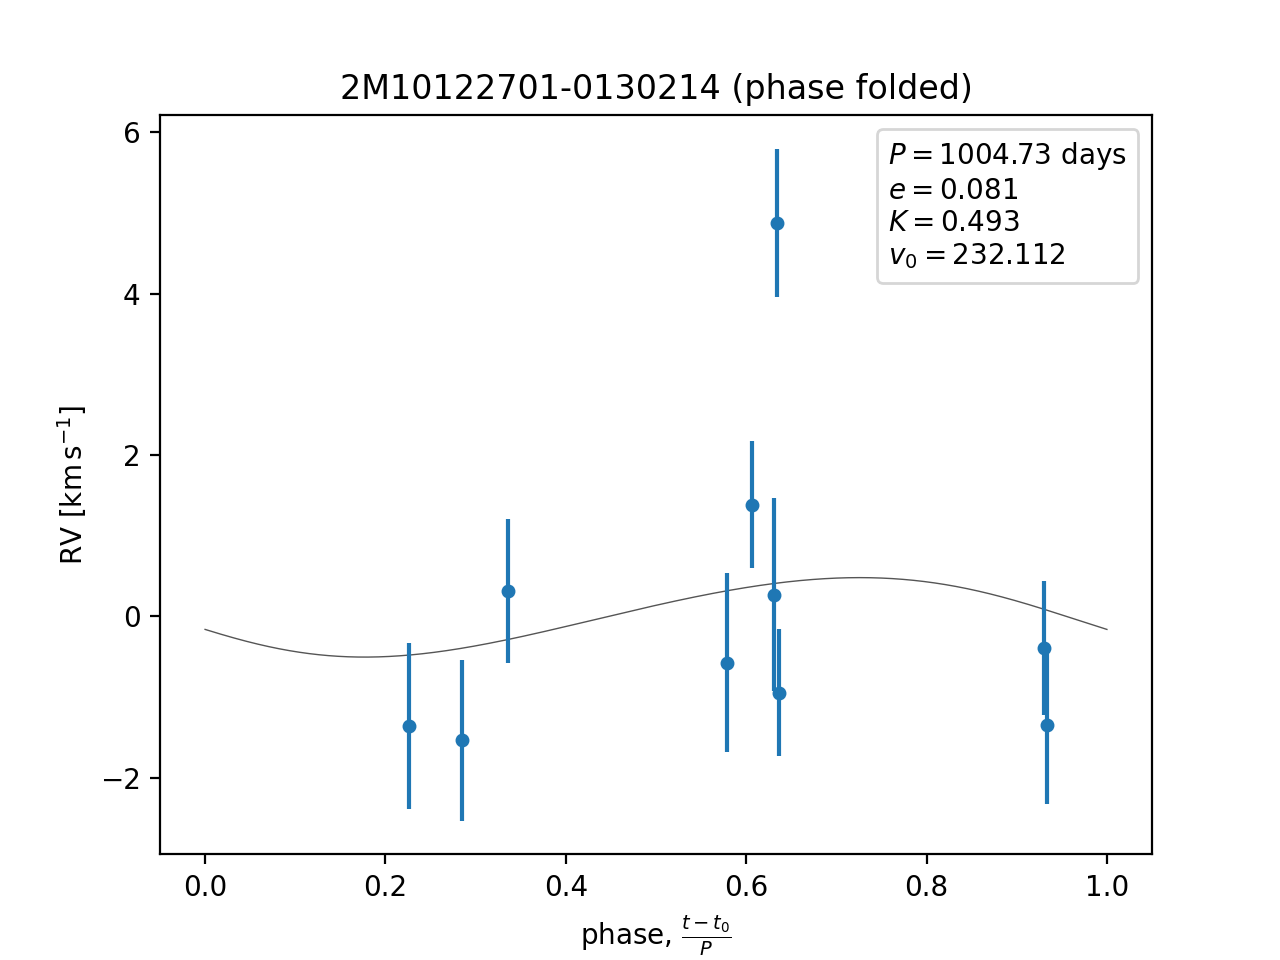 2M10122701-0130214 (phase folded)
P = 1004.73 days
e = 0.081
K = 0.493
v₀ = 232.112
6
4
2
0
−2
RV [km s⁻¹]
0.0 0.2 0.4 0.6 0.8 1.0
phase, (t − t₀)/P